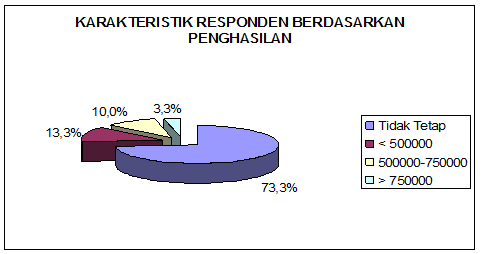 KARAKTERISTIK RESPONDEN BERDASARKAN
PENGHASILAN
3,3%
10,0%
13,3%
73,3%
Tidak Tetap
< 500000
500000-750000
> 750000